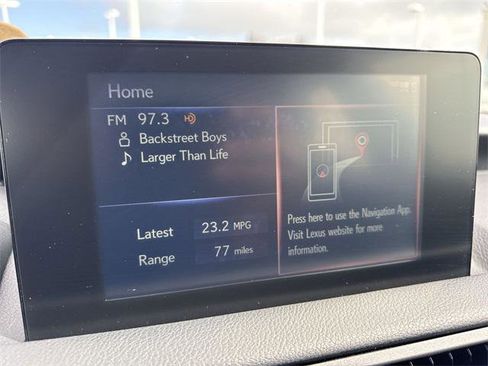 Home
FM 97.3 HD
Backstreet Boys
Larger Than Life
Latest 23.2 MPG
Range 77 miles
Press here to use the Navigation App.
Visit Lexus website for more
information.